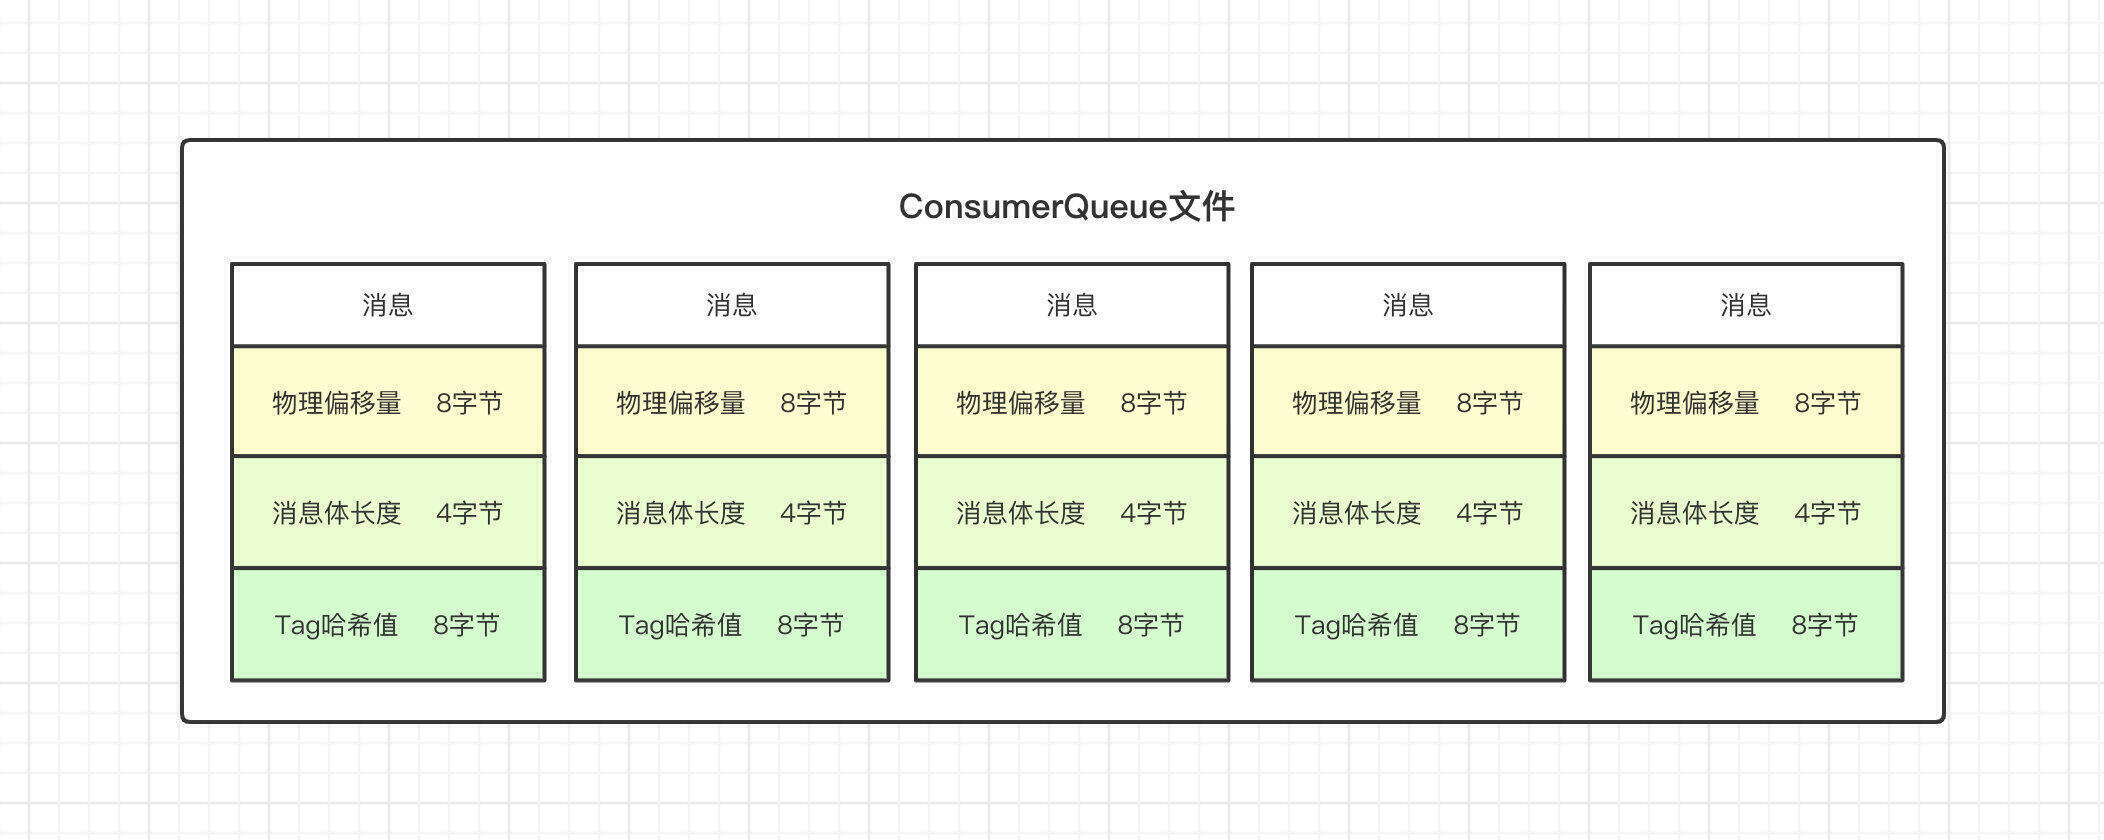 ConsumerQueue文件
消息 消息 消息 消息 消息
物理偏移量 8字节 物理偏移量 8字节 物理偏移量 8字节 物理偏移量 8字节 物理偏移量 8字节
消息体长度 4字节 消息体长度 4字节 消息体长度 4字节 消息体长度 4字节 消息体长度 4字节
Tag哈希值 8字节 Tag哈希值 8字节 Tag哈希值 8字节 Tag哈希值 8字节 Tag哈希值 8字节